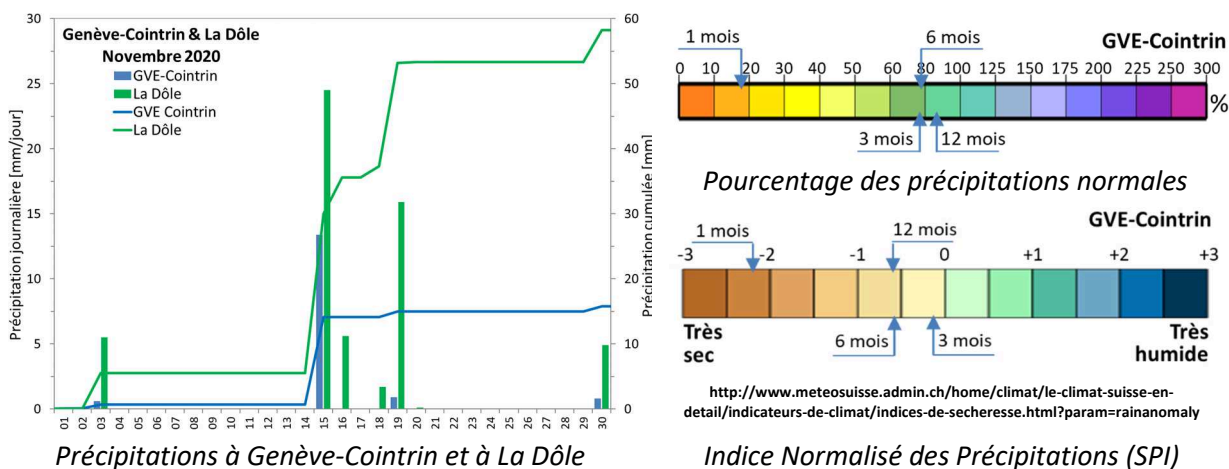 Genève-Cointrin & La Dôle
Novembre 2020
GVE-Cointrin
La Dôle
GVE Cointrin
La Dôle
Précipitation journalière [mm/jour]
30
25
20
15
10
5
0
Précipitation cumulée [mm]
60
50
40
30
20
10
0
01 02 03 04 05 06 07 08 09 10 11 12 13 14 15 16 17 18 19 20 21 22 23 24 25 26 27 28 29 30
Précipitations à Genève-Cointrin et à La Dôle
1 mois 6 mois GVE-Cointrin
0 10 20 30 40 50 60 80 100 125 150 175 200 225 250 300
%
3 mois 12 mois
Pourcentage des précipitations normales
GVE-Cointrin
1 mois 12 mois
-3 -2 -1 0 +1 +2 +3
Très sec
6 mois 3 mois
Très humide
http://www.meteosuisse.admin.ch/home/climat/le-climat-suisse-en-
detail/indicateurs-de-climat/indices-de-secheresse.html?param=rainanomaly
Indice Normalisé des Précipitations (SPI)